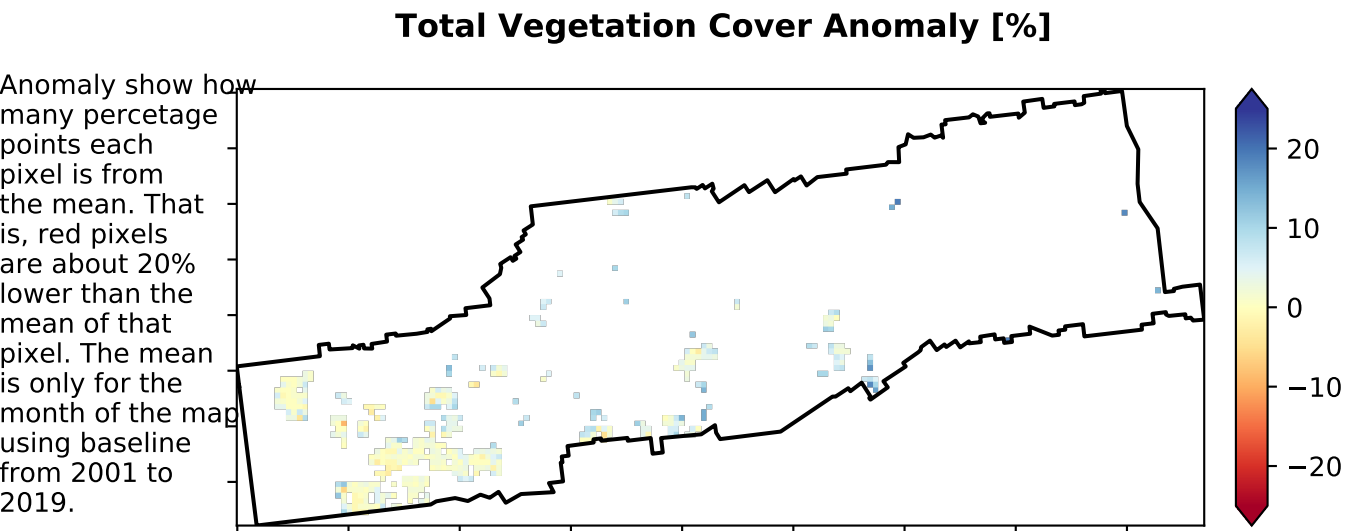 Total Vegetation Cover Anomaly [%]
Anomaly show how
many percetage
points each
pixel is from
the mean. That
is, red pixels
are about 20%
lower than the
mean of that
pixel. The mean
is only for the
month of the map
using baseline
from 2001 to
2019.
20
10
0
−10
−20